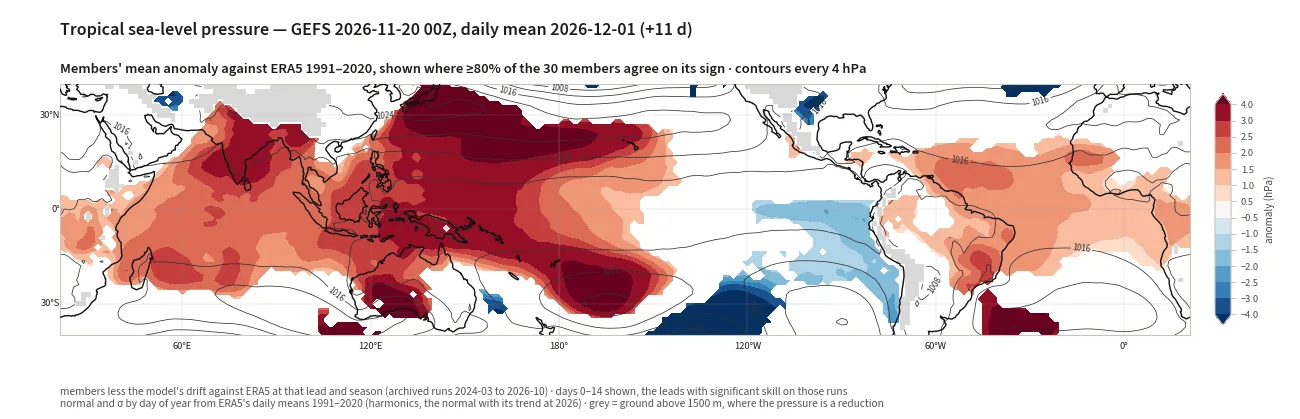 Tropical sea-level pressure — GEFS 2026-11-20 00Z, daily mean 2026-12-01 (+11 d)
Members' mean anomaly against ERA5 1991–2020, shown where ≥80% of the 30 members agree on its sign · contours every 4 hPa
30°N
0°
30°S
60°E
120°E
180°
120°W
60°W
0°
1016
1024
1016
1008
1016
1016
1016
1016
1016
1008
4.0
3.0
2.5
2.0
1.5
1.0
0.5
−0.5
−1.0
−1.5
−2.0
−2.5
−3.0
−4.0
anomaly (hPa)
members less the model's drift against ERA5 at that lead and season (archived runs 2024-03 to 2026-10) · days 0–14 shown, the leads with significant skill on those runs
normal and σ by day of year from ERA5's daily means 1991–2020 (harmonics, the normal with its trend at 2026) · grey = ground above 1500 m, where the pressure is a reduction